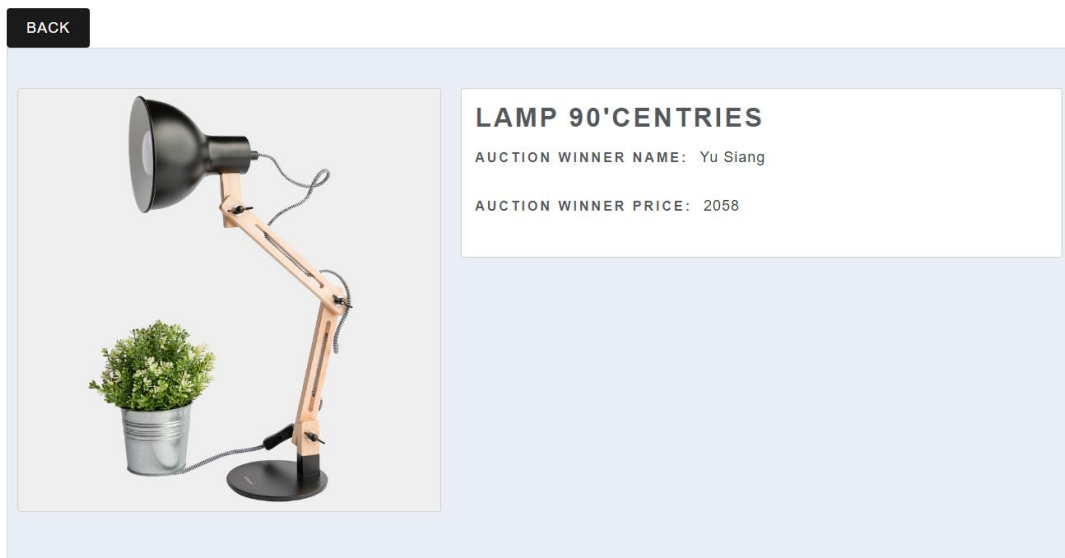 BACK
LAMP 90'CENTRIES
AUCTION WINNER NAME: Yu Siang
AUCTION WINNER PRICE: 2058